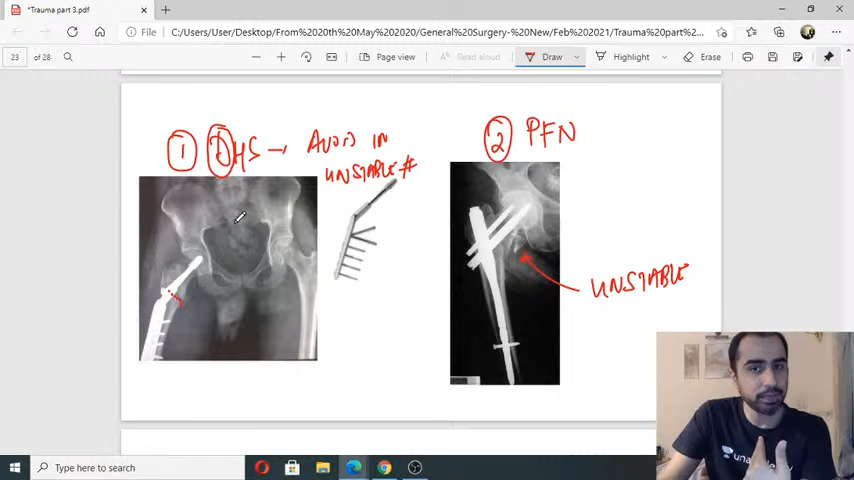 *Trauma part 3.pdf
File
C:/Users/User/Desktop/From%2020th%20May%202020/General%20Surgery-%20New/Feb%202021/Trauma%20part%...
23
of 28
Page view
Read aloud
Draw
Highlight
Erase
1 DHS → AVOID IN
UNSTABLE #
2 PFN
UNSTABLE
una
Type here to search